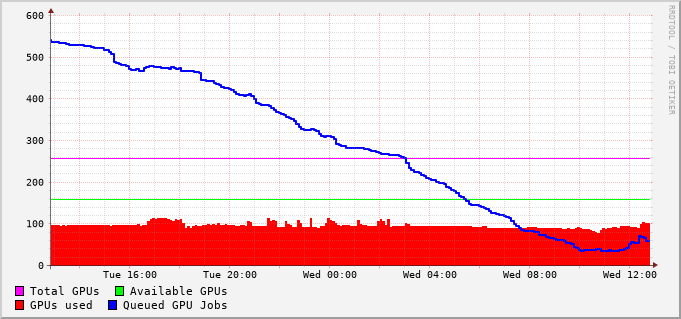 RRDTOOL / TOBI OETIKER
600
500
400
300
200
100
0
Tue 16:00 Tue 20:00 Wed 00:00 Wed 04:00 Wed 08:00 Wed 12:00
Total GPUs Available GPUs
GPUs used Queued GPU Jobs